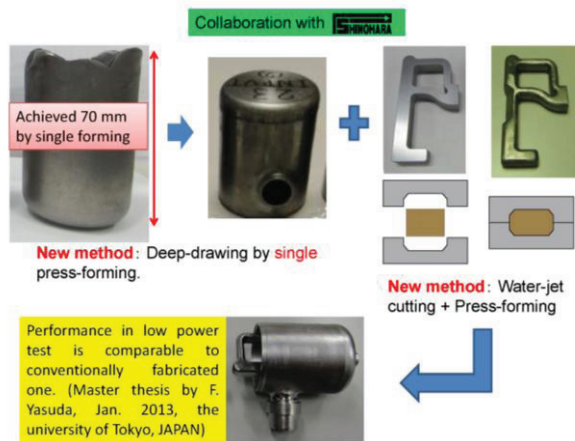 Collaboration with SHINOHARA
Achieved 70 mm
by single forming
New method: Deep-drawing by single
press-forming.
New method: Water-jet
cutting + Press-forming
Performance in low power
test is comparable to
conventionally fabricated
one. (Master thesis by F.
Yasuda, Jan. 2013, the
university of Tokyo, JAPAN)